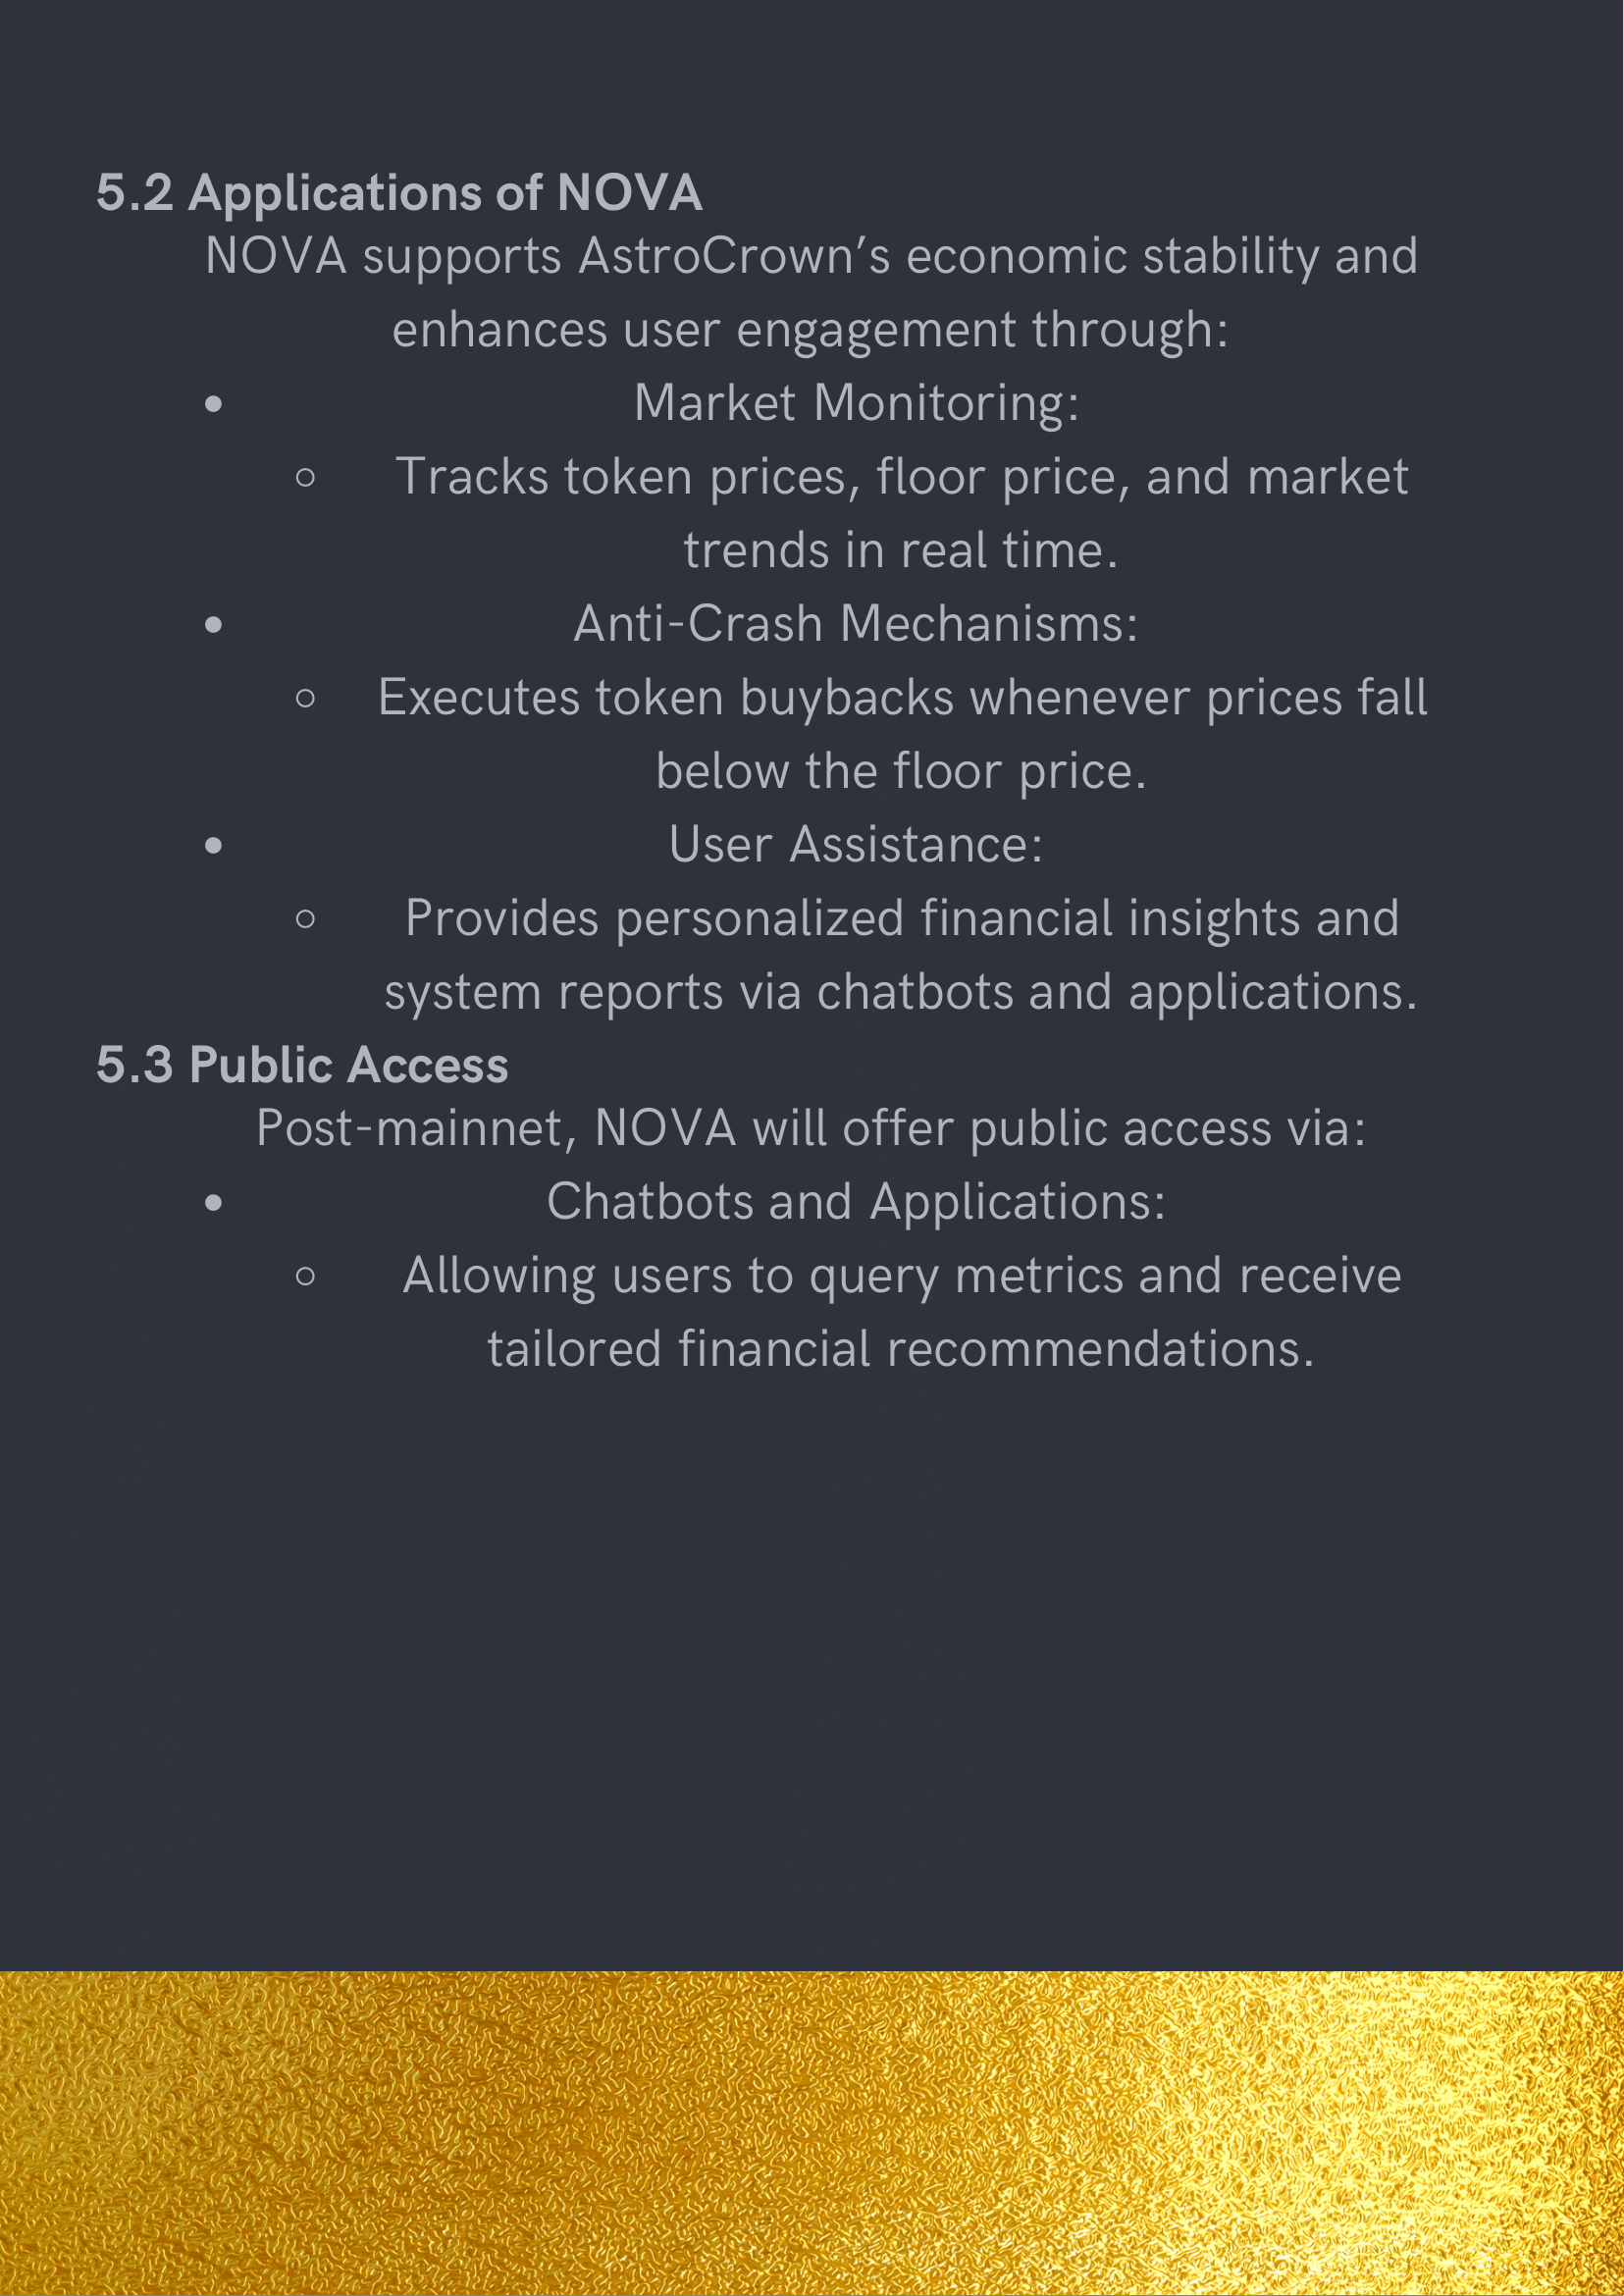 5.2 Applications of NOVA
NOVA supports AstroCrown’s economic stability and
enhances user engagement through:
• Market Monitoring:
◦ Tracks token prices, floor price, and market
trends in real time.
• Anti-Crash Mechanisms:
◦ Executes token buybacks whenever prices fall
below the floor price.
• User Assistance:
◦ Provides personalized financial insights and
system reports via chatbots and applications.
5.3 Public Access
Post-mainnet, NOVA will offer public access via:
• Chatbots and Applications:
◦ Allowing users to query metrics and receive
tailored financial recommendations.